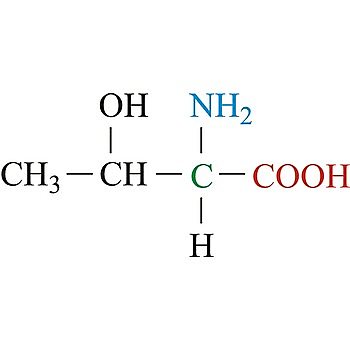 OH NH₂
CH₃ – CH – C – COOH
H